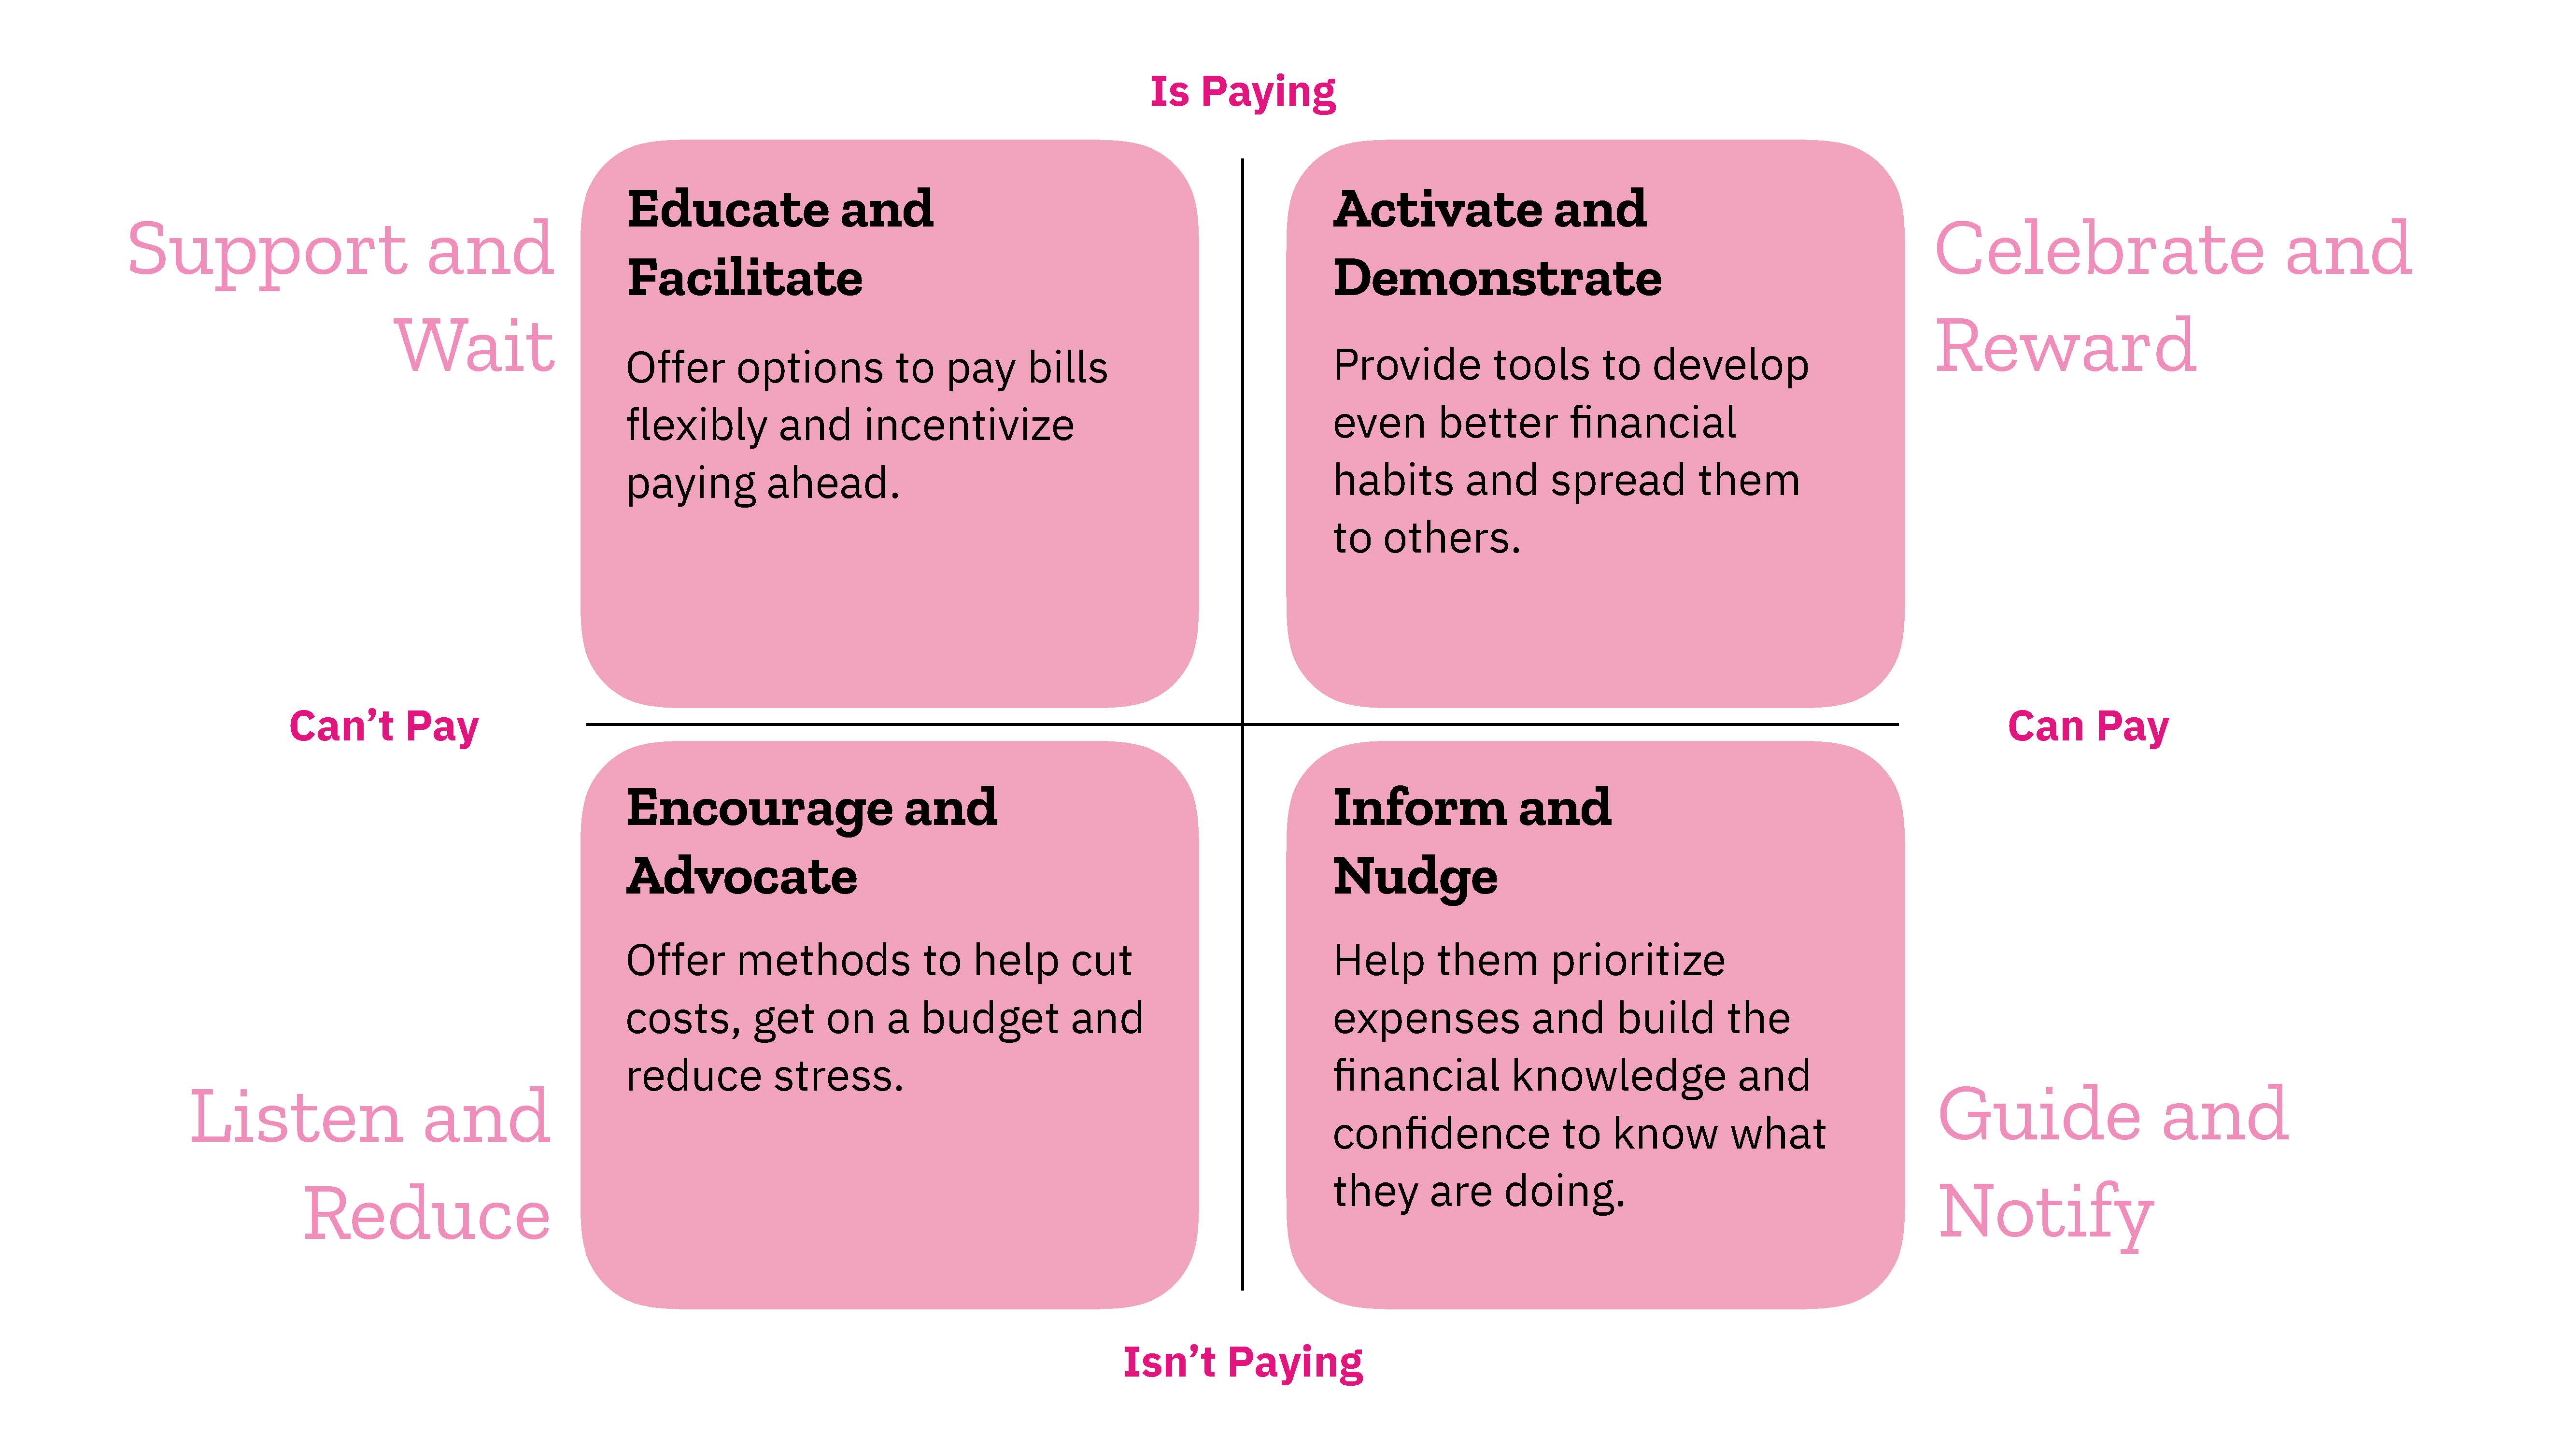 Is Paying
Support and
Wait
Educate and
Facilitate
Offer options to pay bills
flexibly and incentivize
paying ahead.
Activate and
Demonstrate
Provide tools to develop
even better financial
habits and spread them
to others.
Celebrate and
Reward
Can’t Pay
Can Pay
Listen and
Reduce
Encourage and
Advocate
Offer methods to help cut
costs, get on a budget and
reduce stress.
Inform and
Nudge
Help them prioritize
expenses and build the
financial knowledge and
confidence to know what
they are doing.
Guide and
Notify
Isn’t Paying